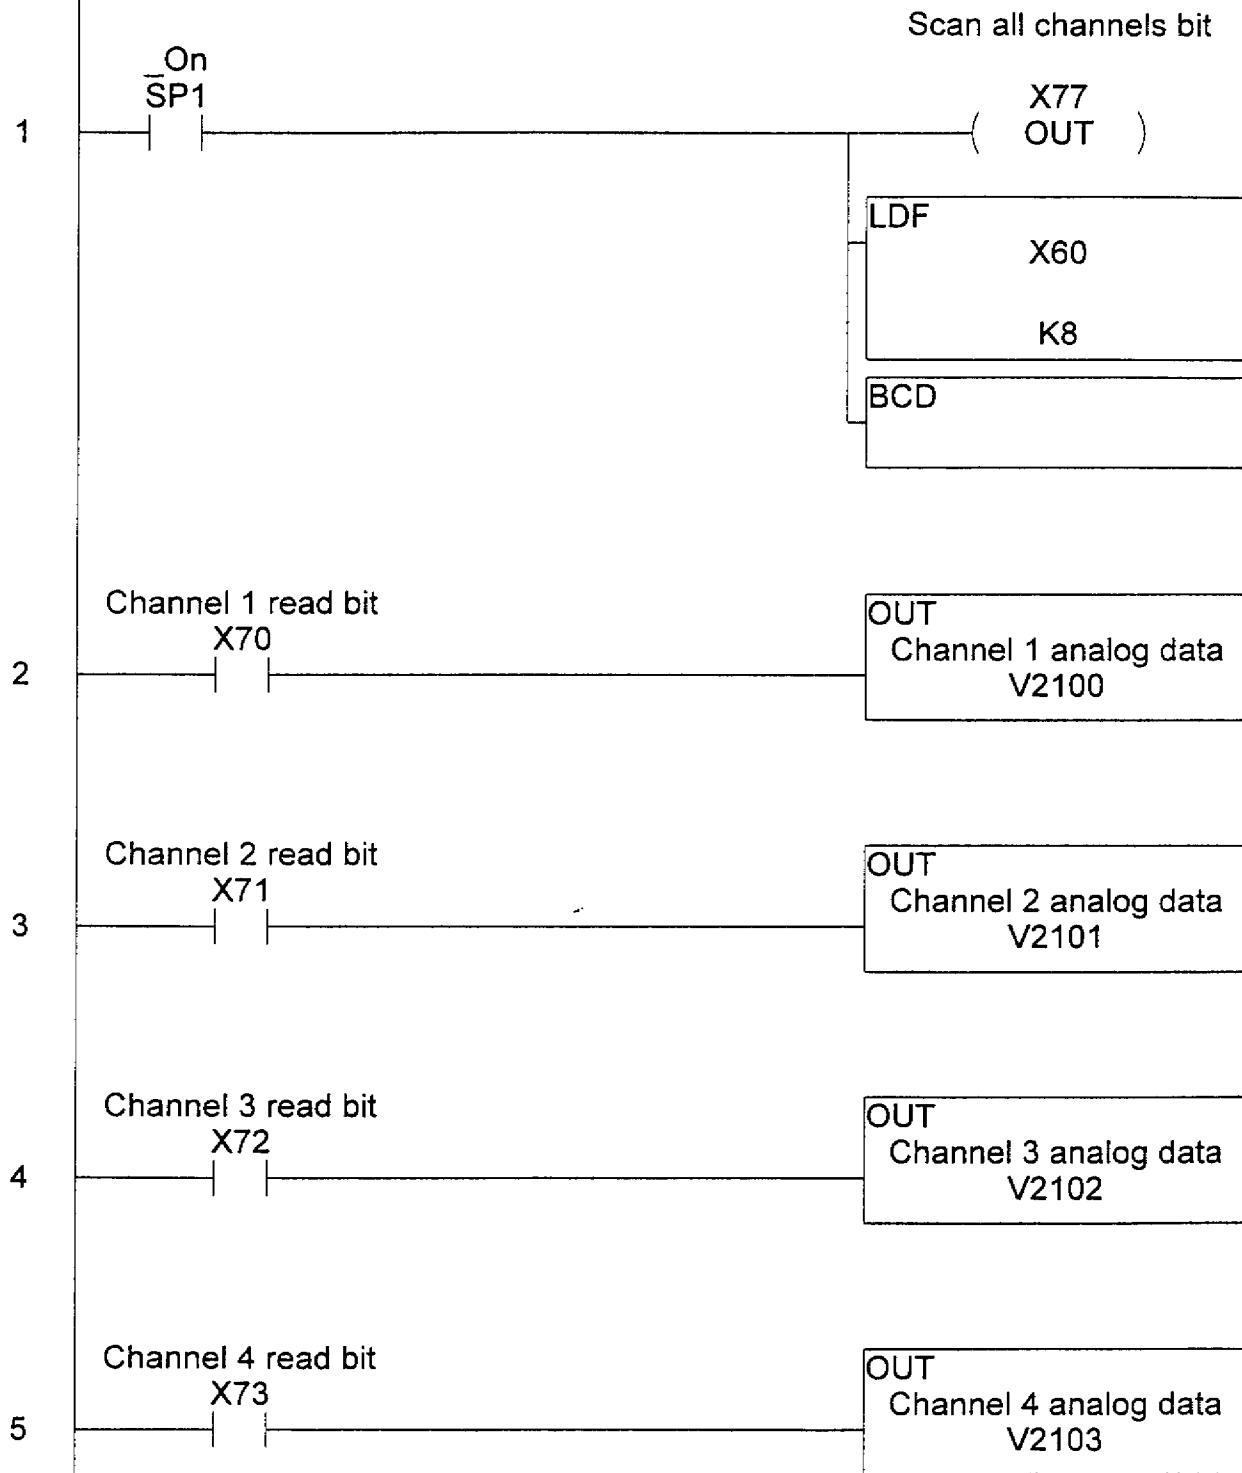 Scan all channels bit
_On
SP1
X77
1
( OUT )
LDF
X60
K8
BCD
Channel 1 read bit
X70
2
OUT
Channel 1 analog data
V2100
Channel 2 read bit
X71
3
OUT
Channel 2 analog data
V2101
Channel 3 read bit
X72
4
OUT
Channel 3 analog data
V2102
Channel 4 read bit
X73
5
OUT
Channel 4 analog data
V2103